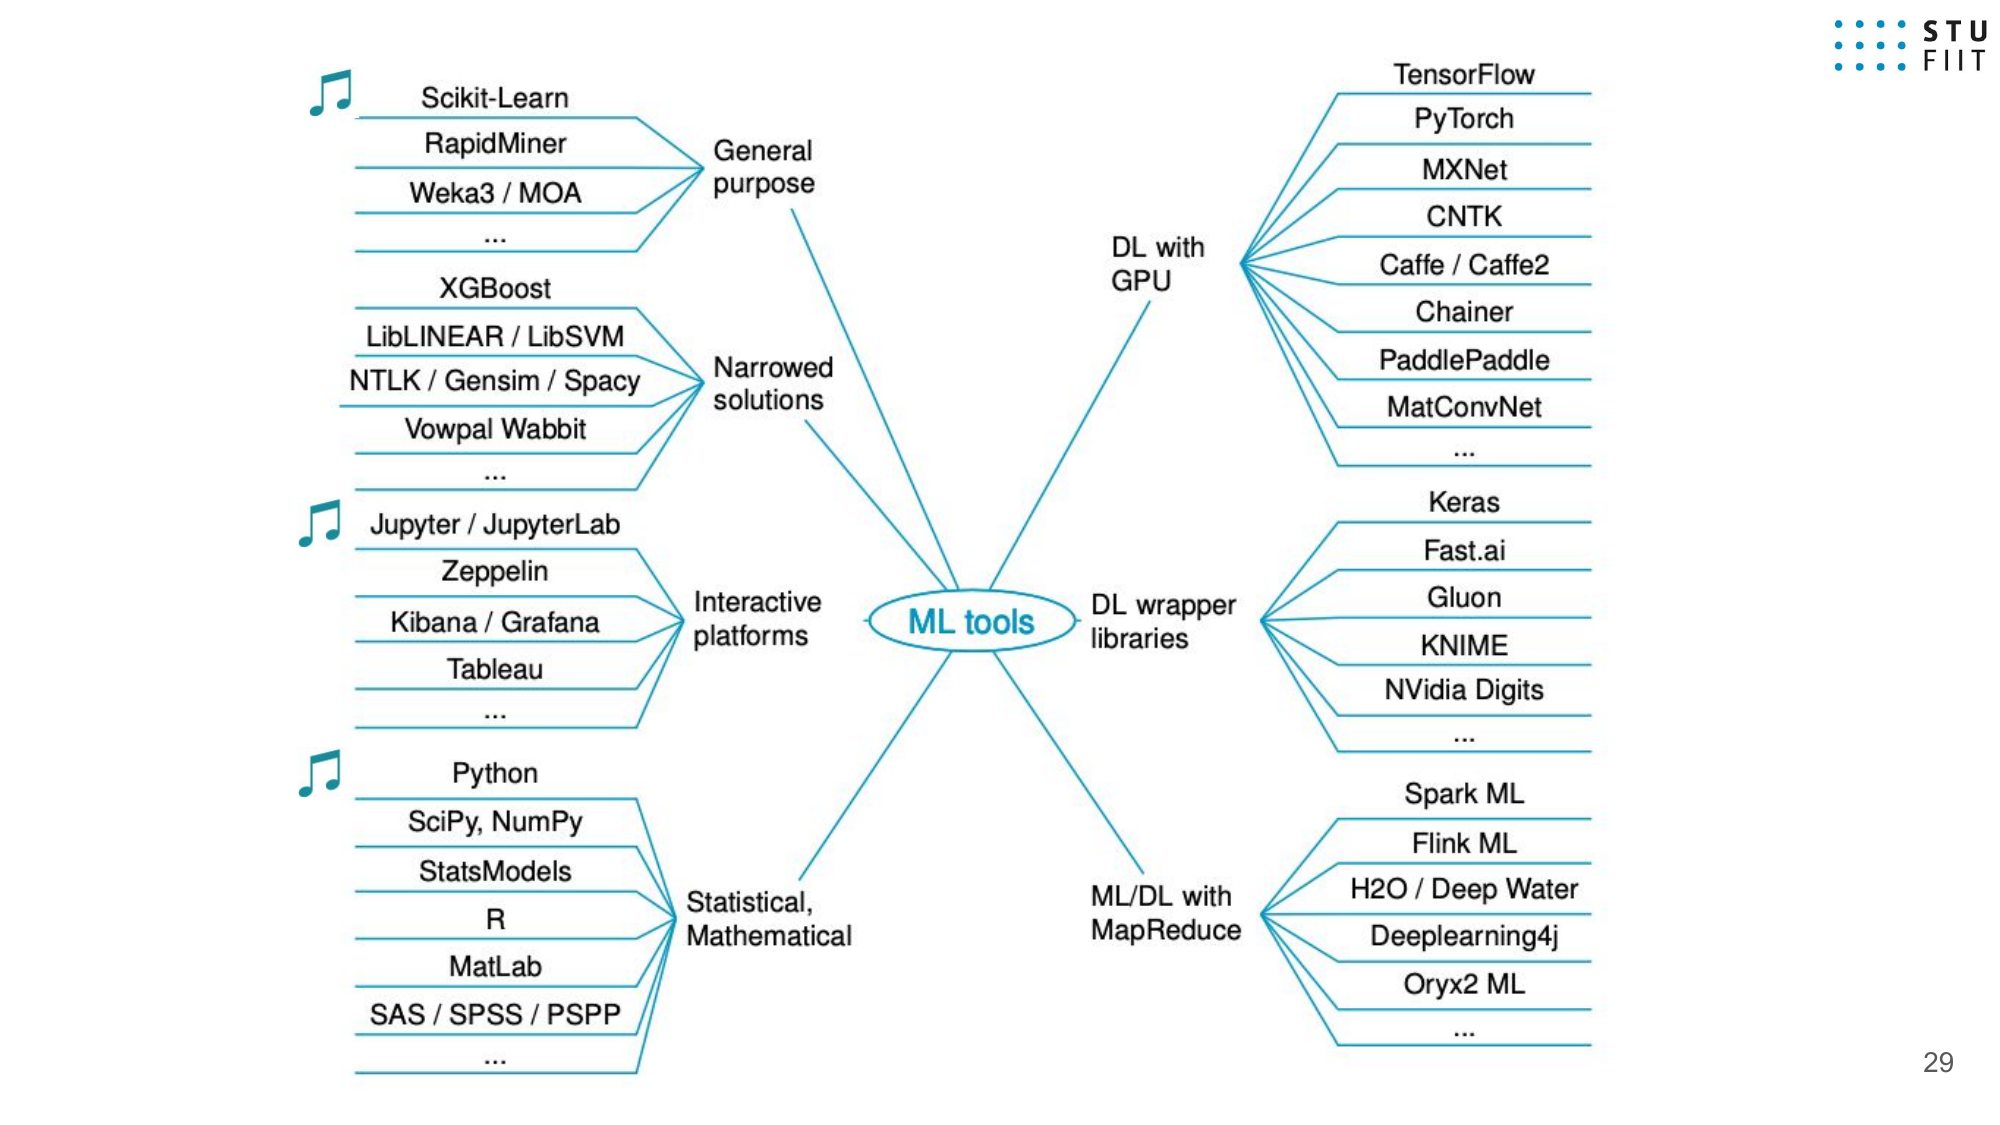 STU
FIIT
Scikit-Learn
RapidMiner
Weka3 / MOA
...
General
purpose
XGBoost
LibLINEAR / LibSVM
NTLK / Gensim / Spacy
Vowpal Wabbit
...
Narrowed
solutions
Jupyter / JupyterLab
Zeppelin
Kibana / Grafana
Tableau
...
Interactive
platforms
Python
SciPy, NumPy
StatsModels
R
MatLab
SAS / SPSS / PSPP
...
Statistical,
Mathematical
ML tools
DL with
GPU
TensorFlow
PyTorch
MXNet
CNTK
Caffe / Caffe2
Chainer
PaddlePaddle
MatConvNet
...
DL wrapper
libraries
Keras
Fast.ai
Gluon
KNIME
NVidia Digits
...
ML/DL with
MapReduce
Spark ML
Flink ML
H2O / Deep Water
Deeplearning4j
Oryx2 ML
...
29